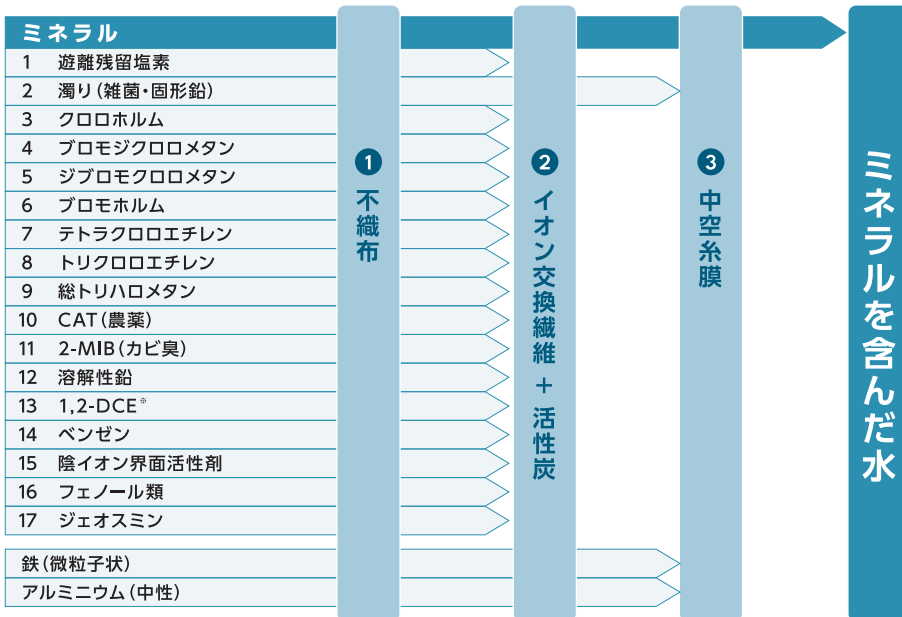 ミネラル
1 遊離残留塩素
2 濁り(雑菌・固形鉛)
3 クロロホルム
4 ブロモジクロロメタン
5 ジブロモクロロメタン
6 ブロモホルム
7 テトラクロロエチレン
8 トリクロロエチレン
9 総トリハロメタン
10 CAT(農薬)
11 2-MIB(カビ臭)
12 溶解性鉛
13 1,2-DCE※
14 ベンゼン
15 陰イオン界面活性剤
16 フェノール類
17 ジェオスミン
鉄(微粒子状)
アルミニウム(中性)
❶ 不織布
❷ イオン交換繊維+活性炭
❸ 中空糸膜
ミネラルを含んだ水